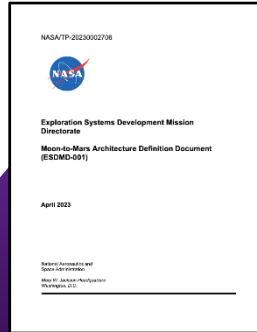 NASA/TP-20230002706
NASA
Exploration Systems Development Mission
Directorate
Moon-to-Mars Architecture Definition Document
(ESDMD-001)
April 2023
National Aeronautics and
Space Administration
Mary W. Jackson Headquarters
Washington, D.C.